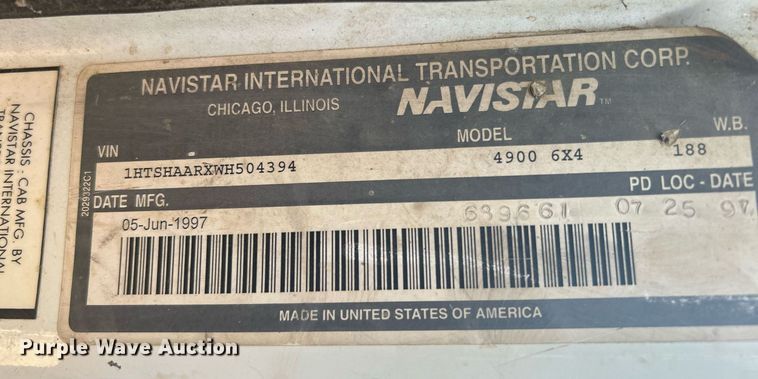 NAVISTAR INTERNATIONAL TRANSPORTATION CORP.
CHICAGO, ILLINOIS NAVISTAR TM
VIN MODEL W.B.
1HTSHAARXWH504394 4900 6X4 188
DATE MFG. PD LOC - DATE
05-Jun-1997 689661 07 25 97
MADE IN UNITED STATES OF AMERICA
2029322C1
CHASSIS - CAB MFG. BY
NAVISTAR INTERNATIONAL
Purple Wave Auction